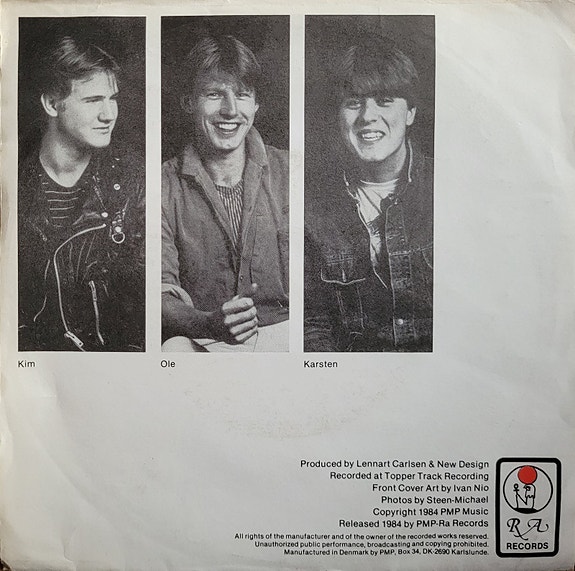 Kim
Ole
Karsten
Produced by Lennart Carlsen & New Design
Recorded at Topper Track Recording
Front Cover Art by Ivan Nio
Photos by Steen-Michael
Copyright 1984 PMP Music
Released 1984 by PMP-Ra Records
All rights of the manufacturer and of the owner of the recorded works reserved.
Unauthorized public performance, broadcasting and copying prohibited.
Manufactured in Denmark by PMP, Box 34, DK-2690 Karlslunde.
RA
RECORDS